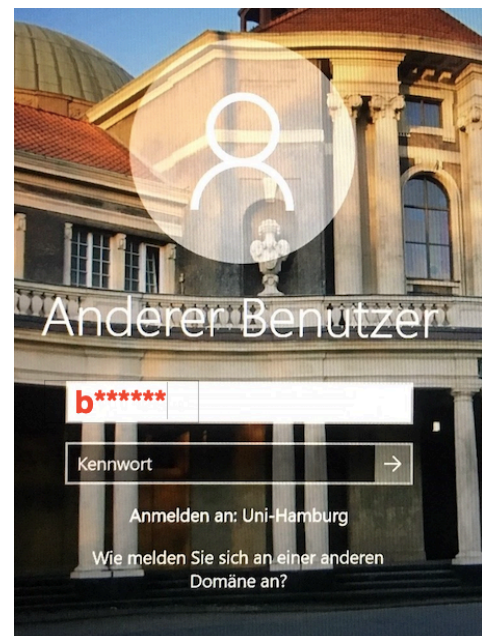 Anderer Benutzer
b******
Kennwort
Anmelden an: Uni-Hamburg
Wie melden Sie sich an einer anderen
Domäne an?